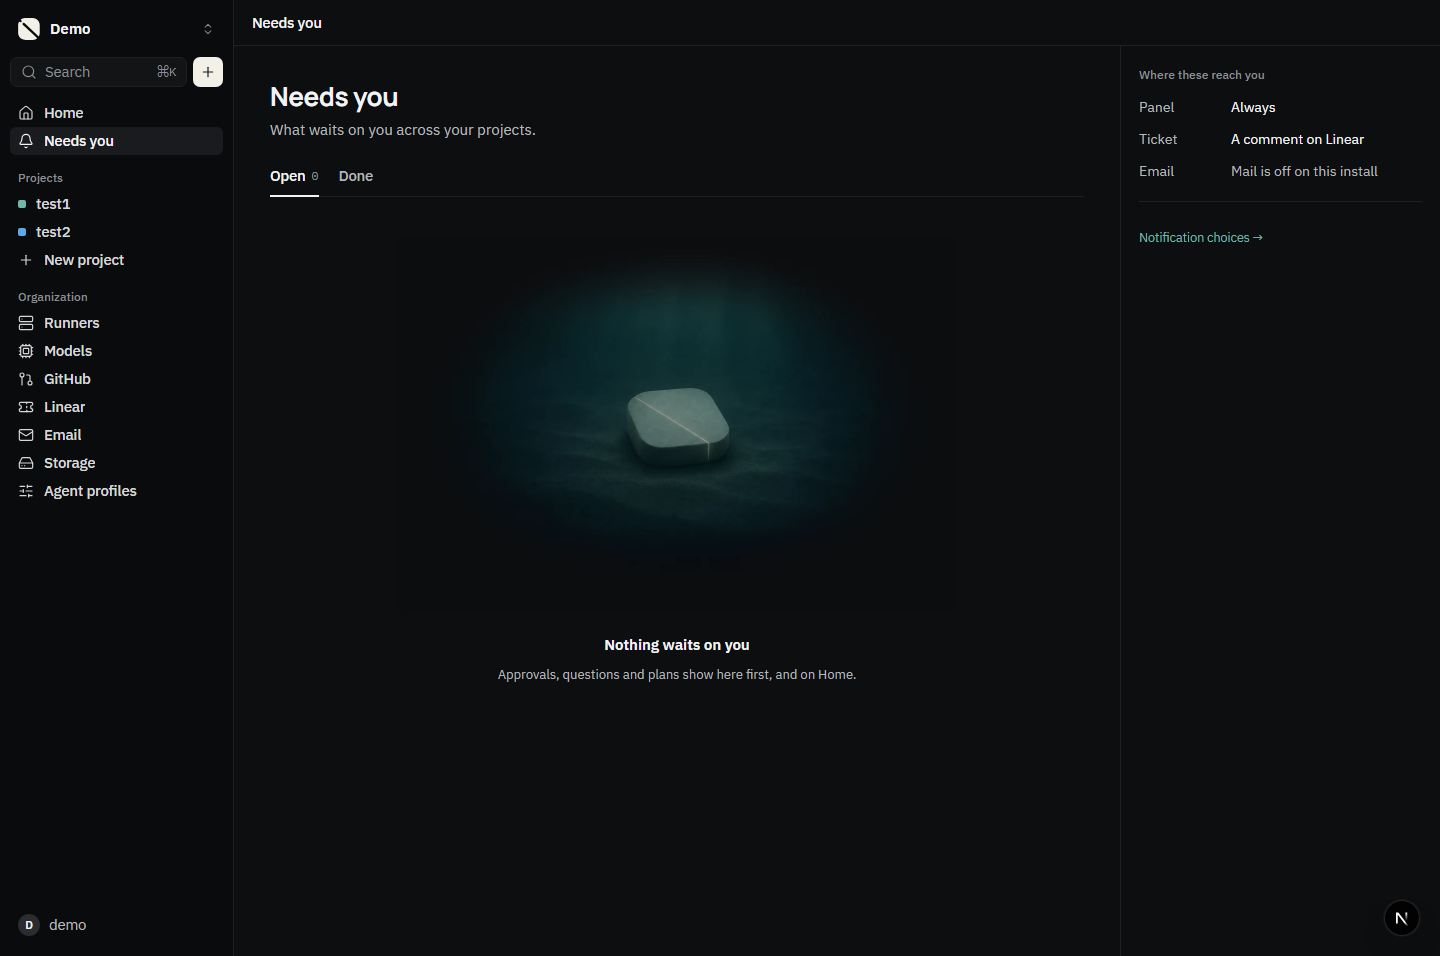 Demo
Search ⌘K
Home
Needs you
Projects
test1
test2
New project
Organization
Runners
Models
GitHub
Linear
Email
Storage
Agent profiles
D demo
Needs you
Needs you
What waits on you across your projects.
Open 0 Done
Nothing waits on you
Approvals, questions and plans show here first, and on Home.
Where these reach you
Panel Always
Ticket A comment on Linear
Email Mail is off on this install
Notification choices →
N